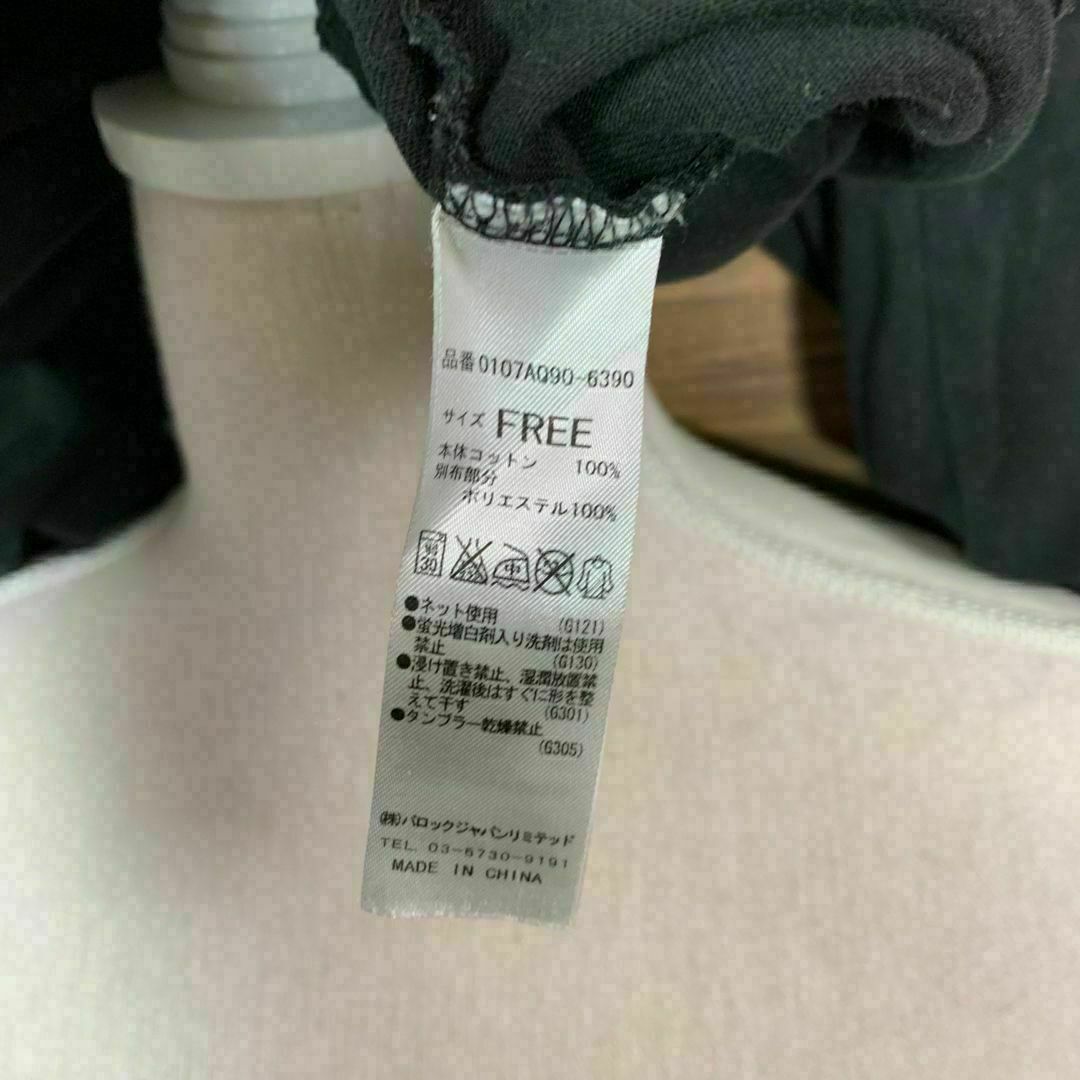 品番0107AQ90-6390
サイズ FREE
本体コットン 100%
別布部分
ポリエステル100%
30 中
●ネット使用 (G121)
●蛍光増白剤入り洗剤は使用
禁止 (G130)
●浸け置き禁止、湿潤放置禁
止、洗濯後はすぐに形を整
えて干す (G301)
●タンブラー乾燥禁止
(G305)
(株)バロックジャパンリミテッド
TEL. 03-5730-9191
MADE IN CHINA